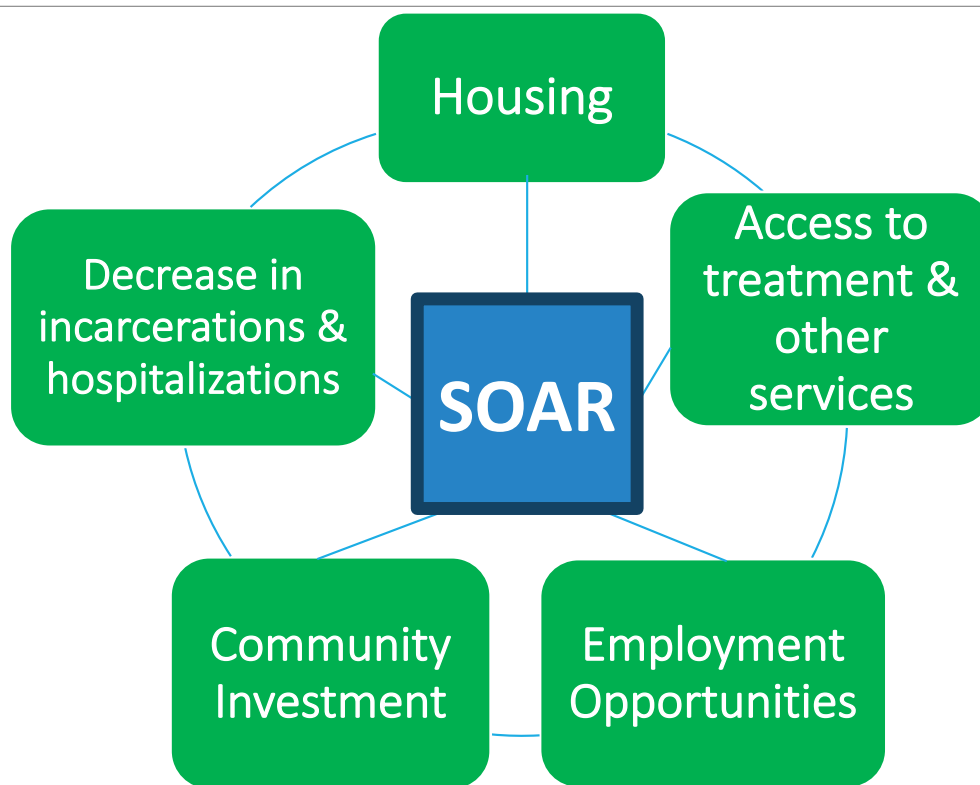 Housing
Access to
treatment &
other
services
Decrease in
incarcerations &
hospitalizations
SOAR
Community
Investment
Employment
Opportunities